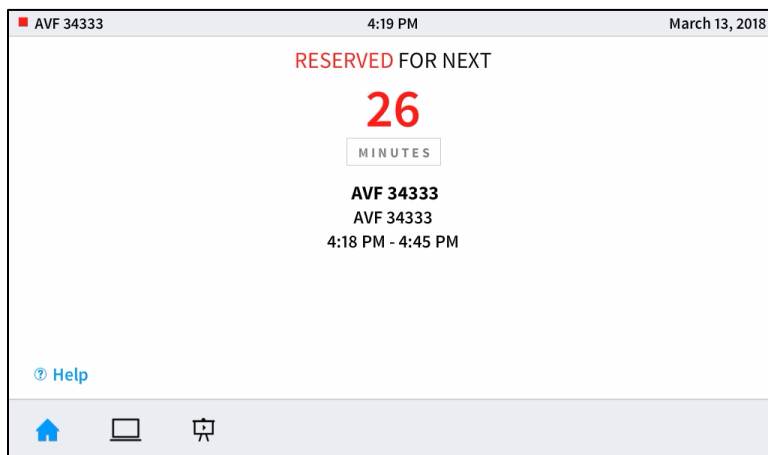 AVF 34333 4:19 PM March 13, 2018
RESERVED FOR NEXT
26
MINUTES
AVF 34333
AVF 34333
4:18 PM - 4:45 PM
? Help